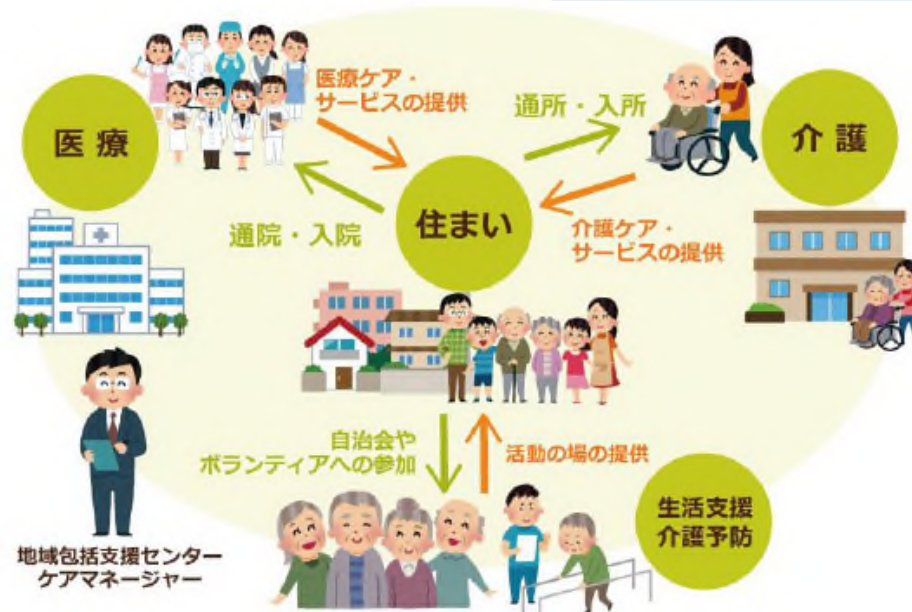 医療
医療ケア・
サービスの提供
通院・入院
住まい
通所・入所
介護
介護ケア・
サービスの提供
自治会や
ボランティアへの参加
活動の場の提供
生活支援
介護予防
地域包括支援センター
ケアマネージャー